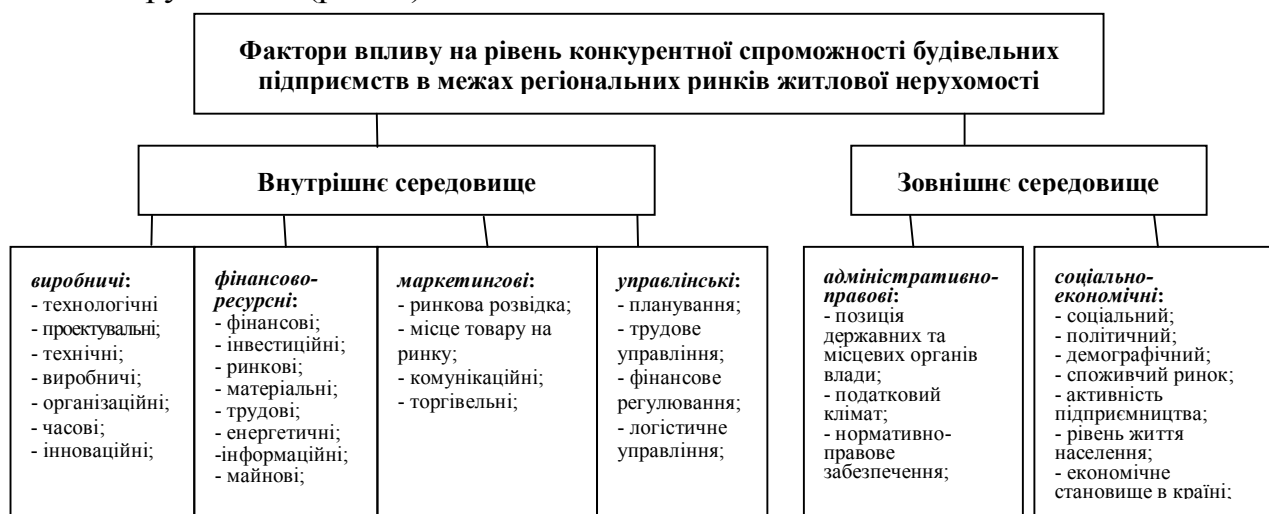 Фактори впливу на рівень конкурентної спроможності будівельних
підприємств в межах регіональних ринків житлової нерухомості
Внутрішнє середовище
Зовнішнє середовище
виробничі:
- технологічні
- проектувальні;
- технічні;
- виробничі;
- організаційні;
- часові;
- інноваційні;
фінансово-
ресурсні:
- фінансові;
- інвестиційні;
- ринкові;
- матеріальні;
- трудові;
- енергетичні;
-інформаційні;
- майнові;
маркетингові:
- ринкова розвідка;
- місце товару на
ринку;
- комунікаційні;
- торгівельні;
управлінські:
- планування;
- трудове
управління;
- фінансове
регулювання;
- логістичне
управління;
адміністративно-
правові:
- позиція
державних та
місцевих органів
влади;
- податковий
клімат;
- нормативно-
правове
забезпечення;
соціально-
економічні:
- соціальний;
- політичний;
- демографічний;
- споживчий ринок;
- активність
підприємництва;
- рівень життя
населення;
- економічне
становище в країні;